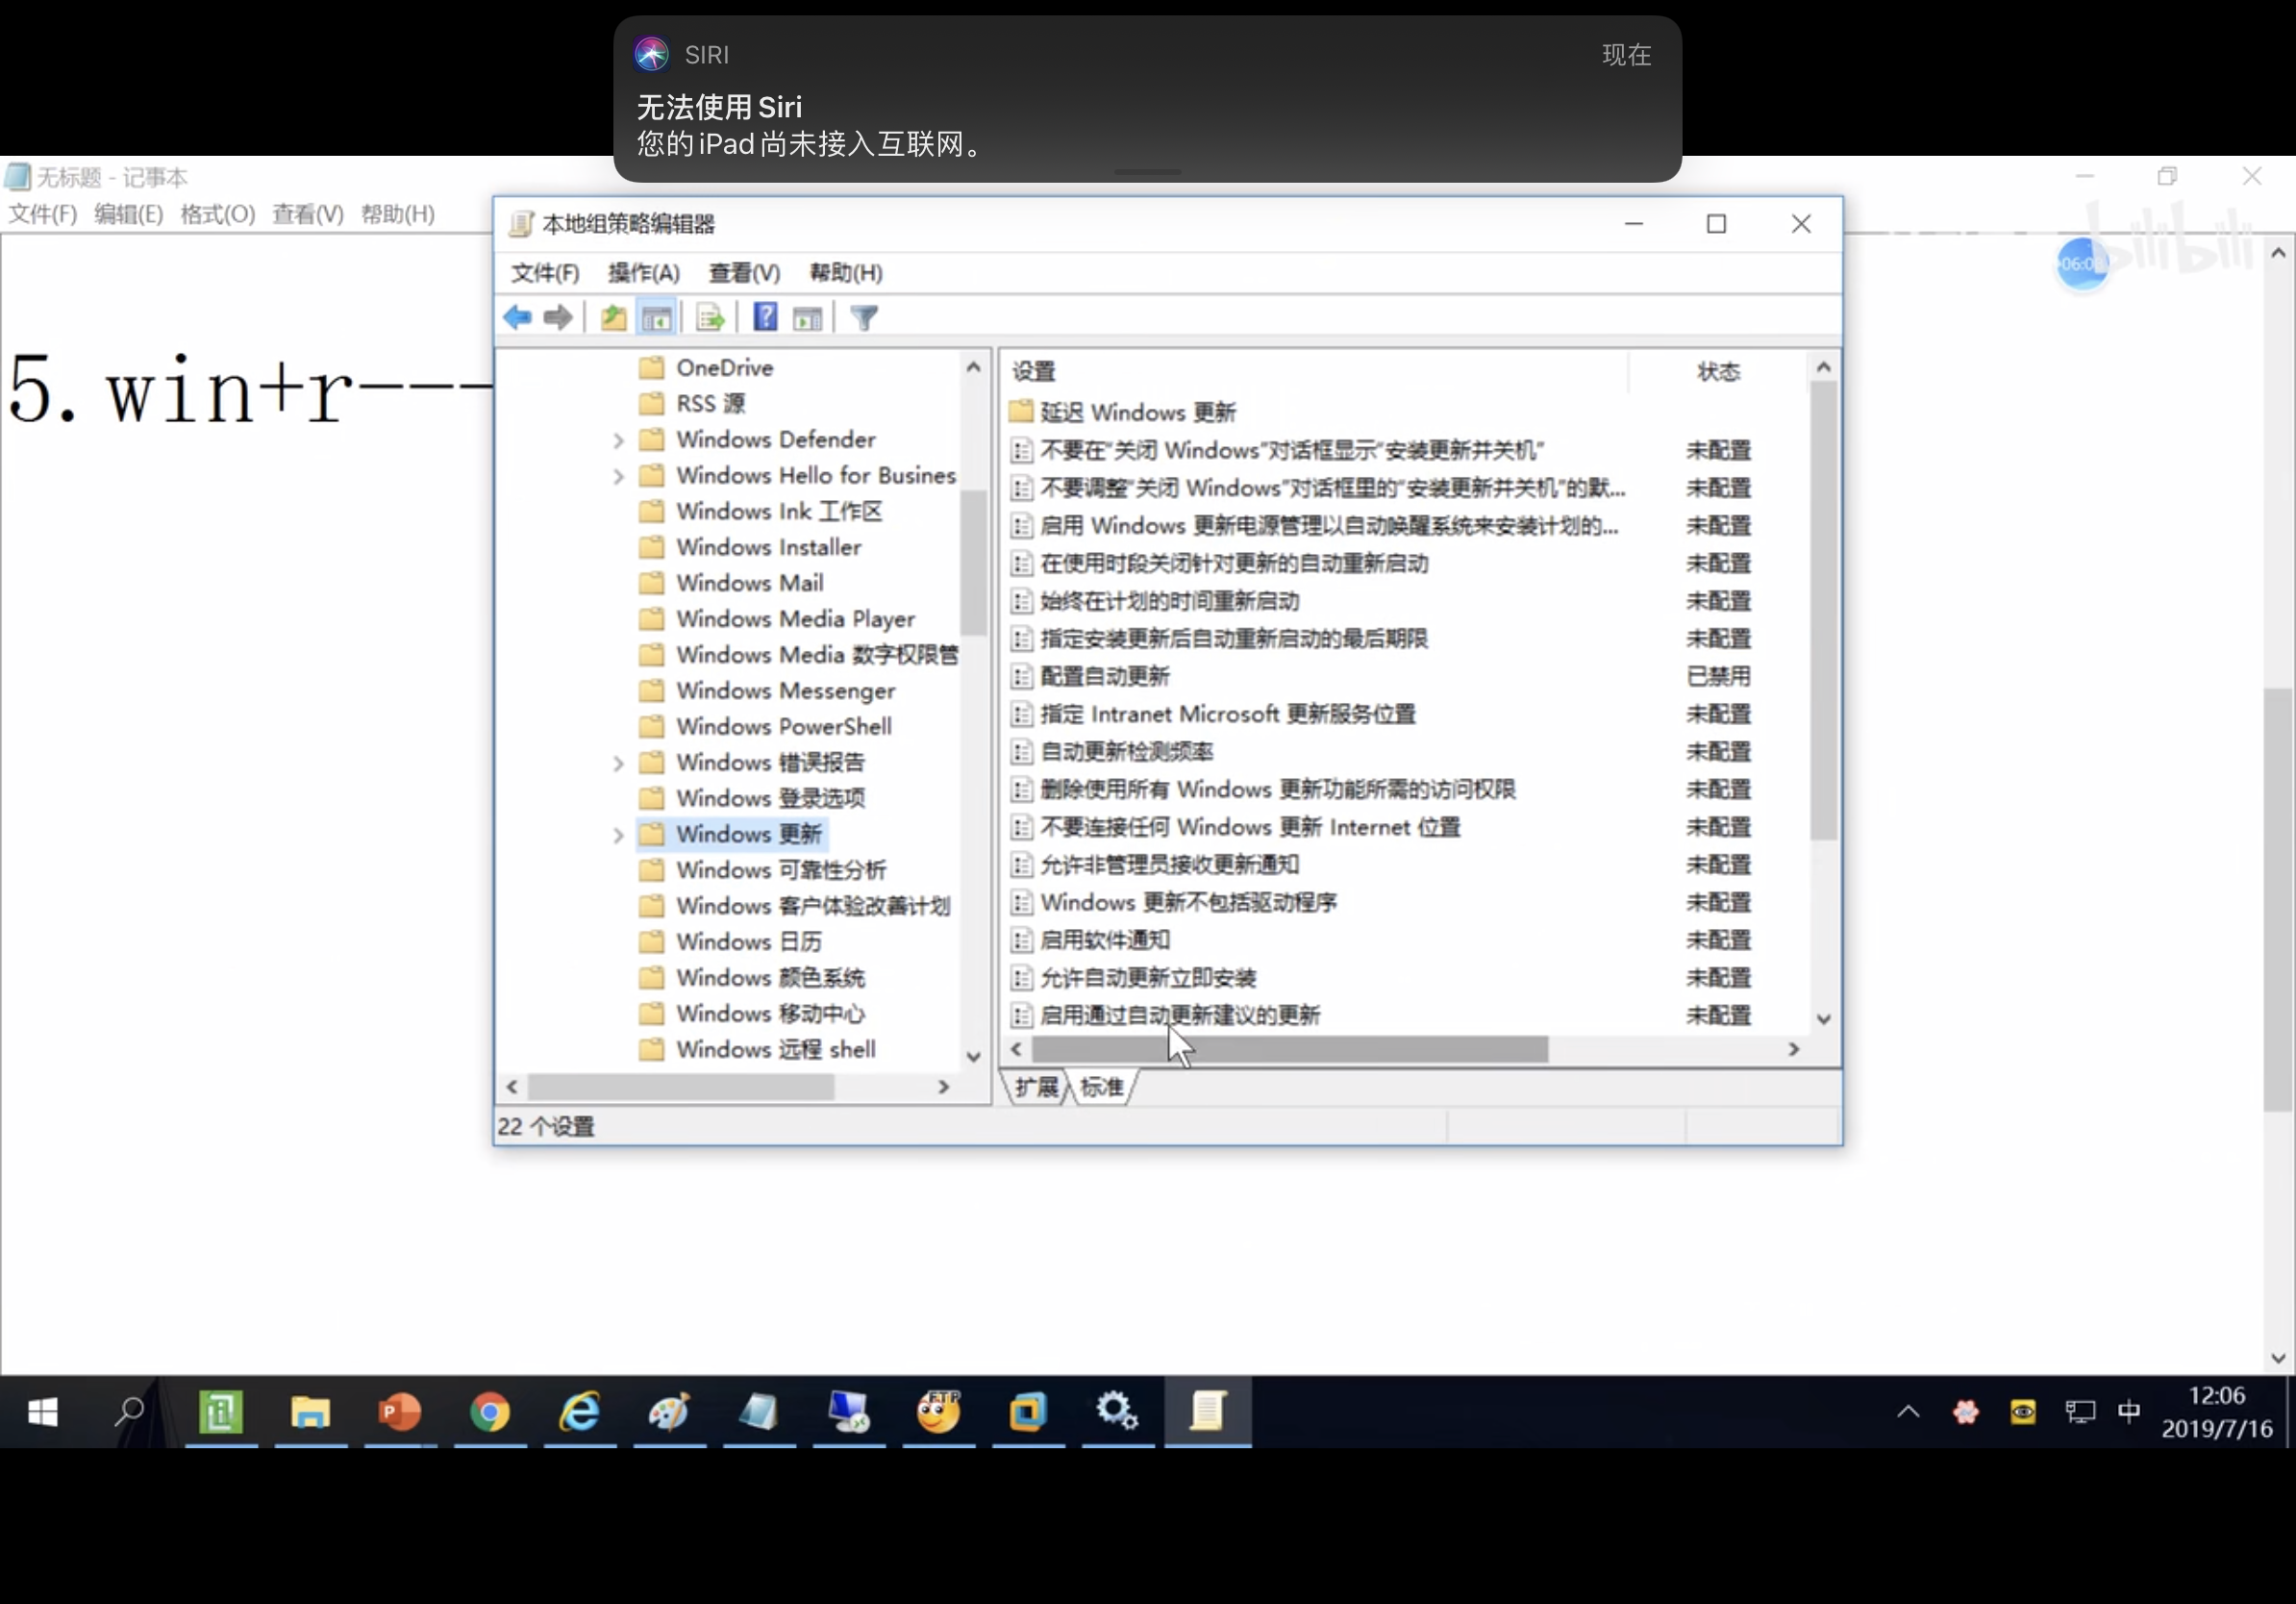 SIRI 现在
无法使用 Siri
您的 iPad 尚未接入互联网。
无标题 - 记事本
文件(F) 编辑(E) 格式(O) 查看(V) 帮助(H)
bilibili
5. win+r---
本地组策略编辑器
文件(F) 操作(A) 查看(V) 帮助(H)
OneDrive
RSS 源
Windows Defender
Windows Hello for Busines
Windows Ink 工作区
Windows Installer
Windows Mail
Windows Media Player
Windows Media 数字权限管
Windows Messenger
Windows PowerShell
Windows 错误报告
Windows 登录选项
Windows 更新
Windows 可靠性分析
Windows 客户体验改善计划
Windows 日历
Windows 颜色系统
Windows 移动中心
Windows 远程 shell
设置 状态
延迟 Windows 更新
不要在“关闭 Windows”对话框显示“安装更新并关机” 未配置
不要调整“关闭 Windows”对话框里的“安装更新并关机”的默... 未配置
启用 Windows 更新电源管理以自动唤醒系统来安装计划的... 未配置
在使用时段关闭针对更新的自动重新启动 未配置
始终在计划的时间重新启动 未配置
指定安装更新后自动重新启动的最后期限 未配置
配置自动更新 已禁用
指定 Intranet Microsoft 更新服务位置 未配置
自动更新检测频率 未配置
删除使用所有 Windows 更新功能所需的访问权限 未配置
不要连接任何 Windows 更新 Internet 位置 未配置
允许非管理员接收更新通知 未配置
Windows 更新不包括驱动程序 未配置
启用软件通知 未配置
允许自动更新立即安装 未配置
启用通过自动更新建议的更新 未配置
扩展 标准
22 个设置
FTP
中
12:06
2019/7/16